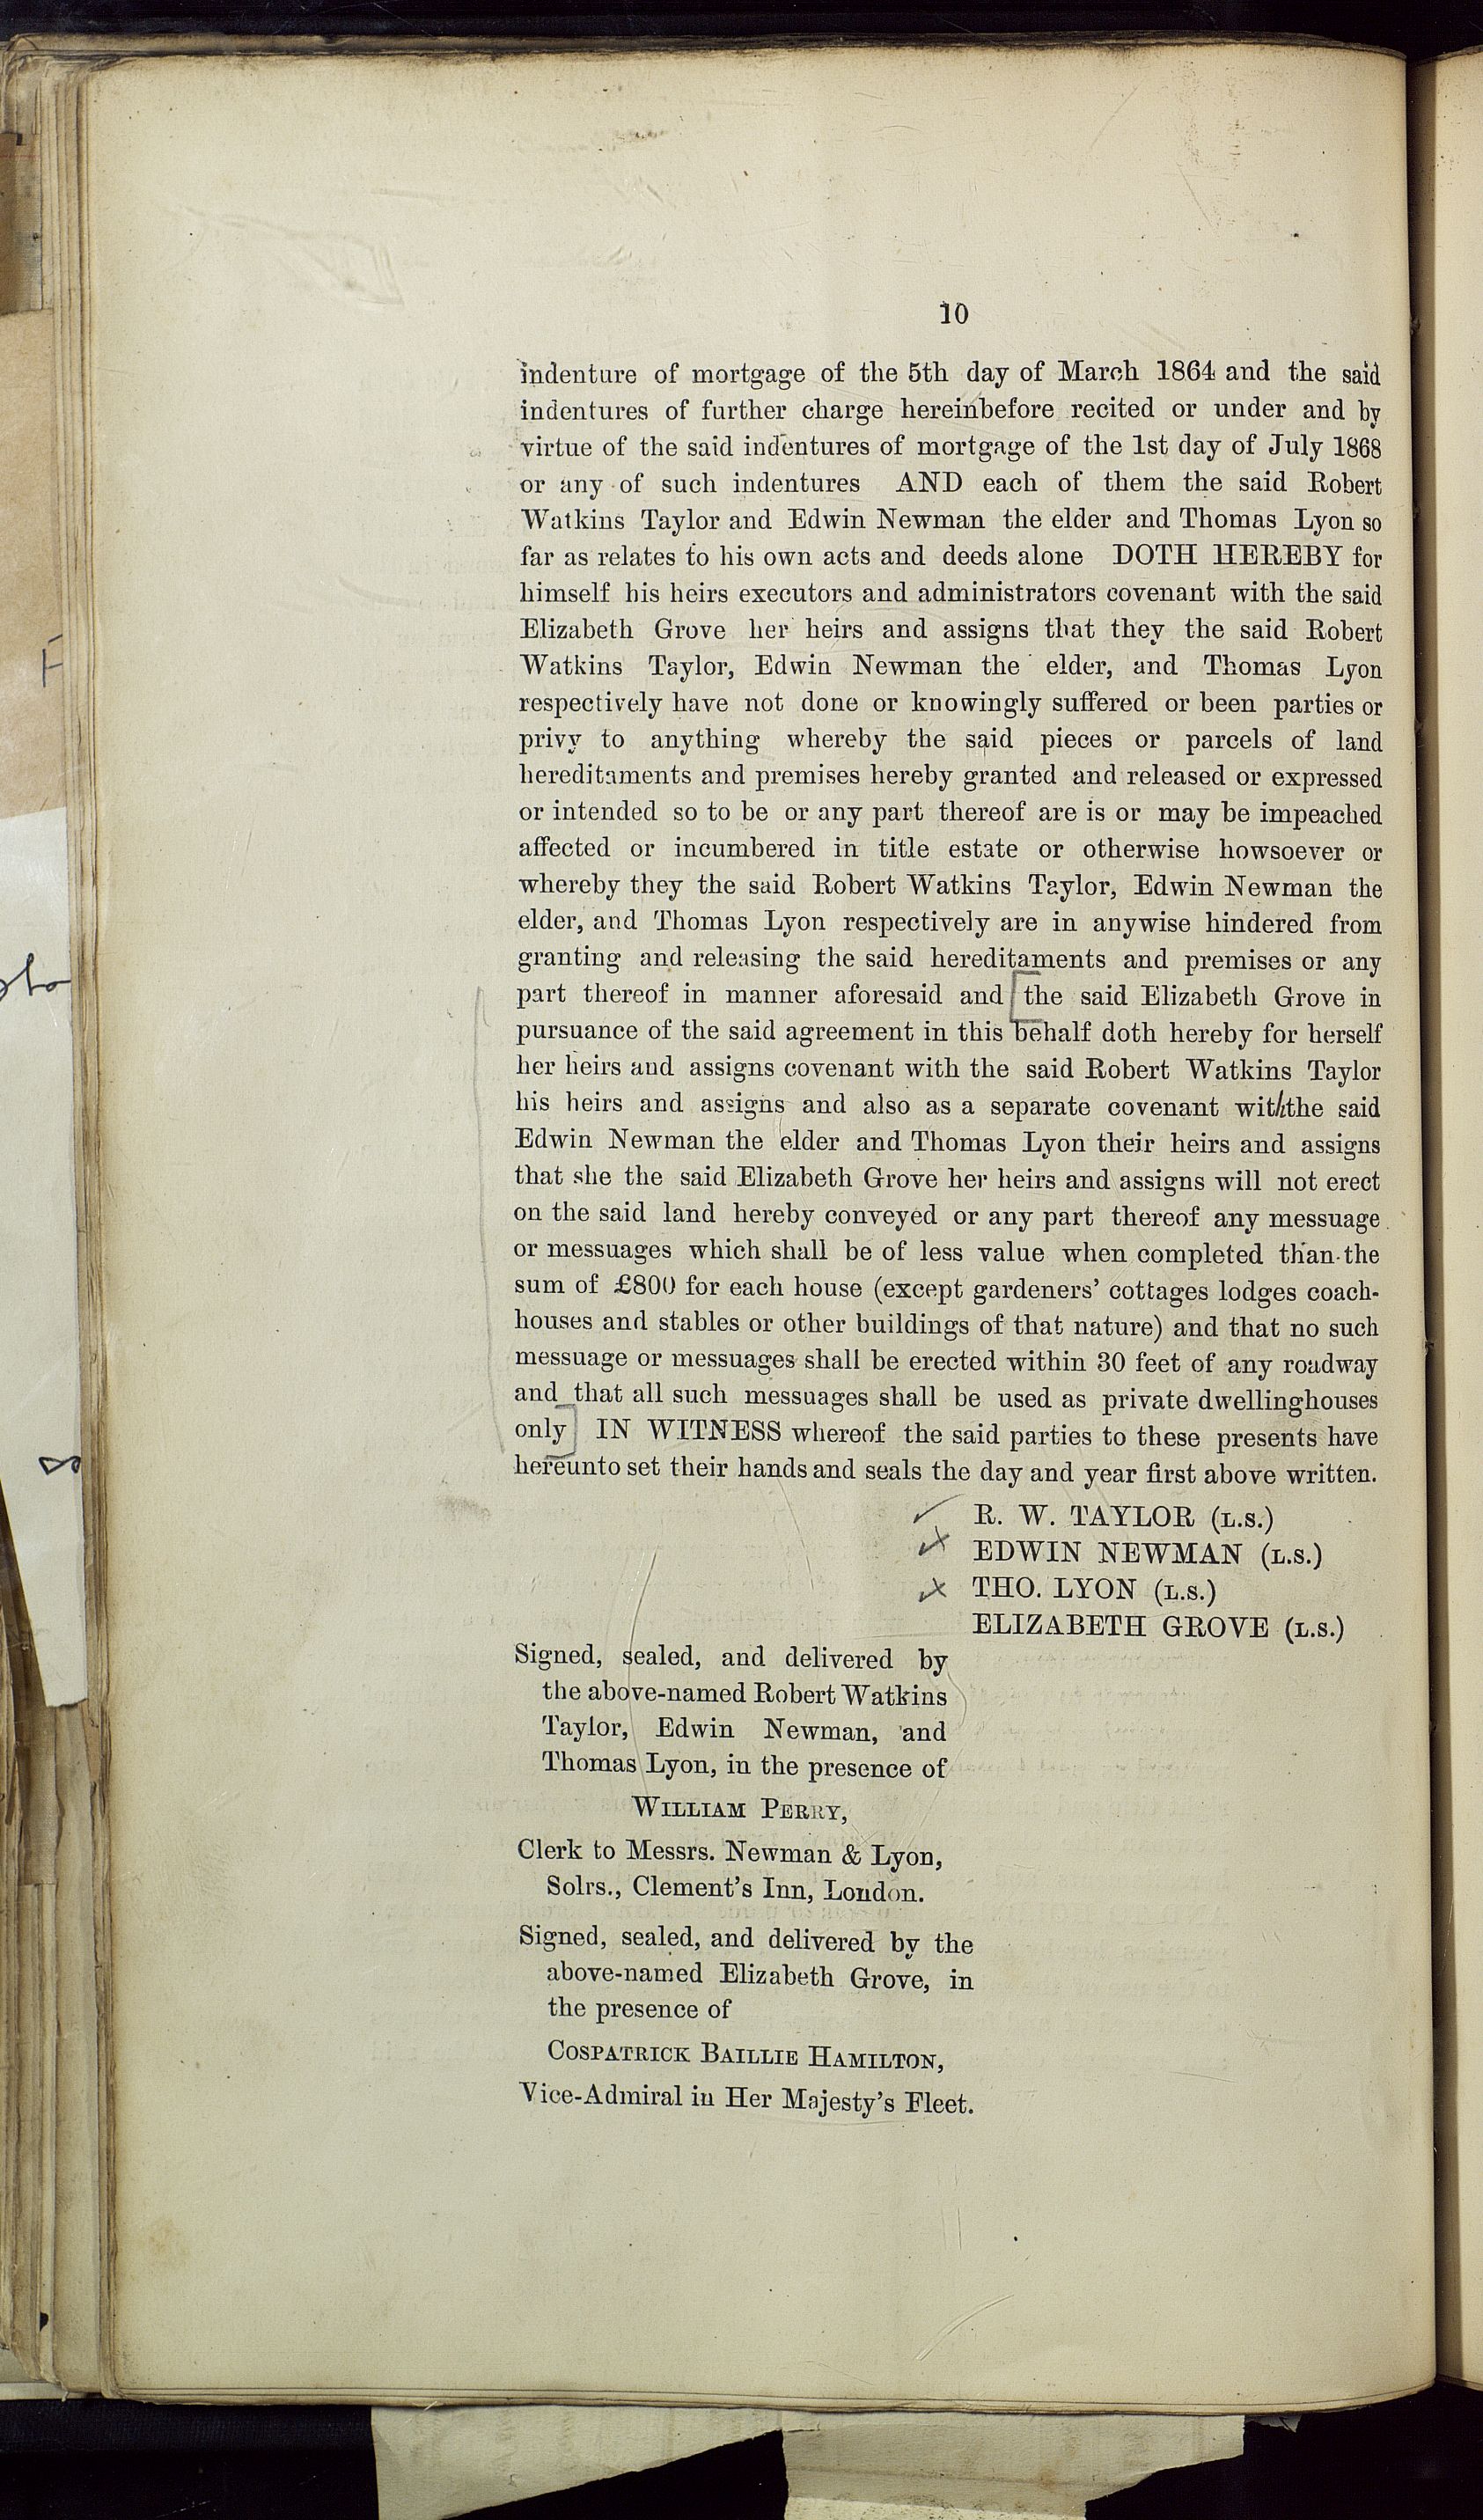 10
indenture of mortgage of the 5th day of March 1864 and the said
indentures of further charge hereinbefore recited or under and by
virtue of the said indentures of mortgage of the 1st day of July 1868
or any of such indentures AND each of them the said Robert
Watkins Taylor and Edwin Newman the elder and Thomas Lyon so
far as relates to his own acts and deeds alone DOTH HEREBY for
himself his heirs executors and administrators covenant with the said
Elizabeth Grove her heirs and assigns that they the said Robert
Watkins Taylor, Edwin Newman the elder, and Thomas Lyon
respectively have not done or knowingly suffered or been parties or
privy to anything whereby the said pieces or parcels of land
hereditaments and premises hereby granted and released or expressed
or intended so to be or any part thereof are is or may be impeached
affected or incumbered in title estate or otherwise howsoever or
whereby they the said Robert Watkins Taylor, Edwin Newman the
elder, and Thomas Lyon respectively are in anywise hindered from
granting and releasing the said hereditaments and premises or any
part thereof in manner aforesaid and [the said Elizabeth Grove in
pursuance of the said agreement in this behalf doth hereby for herself
her heirs and assigns covenant with the said Robert Watkins Taylor
his heirs and assigns and also as a separate covenant with the said
Edwin Newman the elder and Thomas Lyon their heirs and assigns
that she the said Elizabeth Grove her heirs and assigns will not erect
on the said land hereby conveyed or any part thereof any messuage
or messuages which shall be of less value when completed than the
sum of £800 for each house (except gardeners' cottages lodges coach-
houses and stables or other buildings of that nature) and that no such
messuage or messuages shall be erected within 30 feet of any roadway
and that all such messuages shall be used as private dwellinghouses
only] IN WITNESS whereof the said parties to these presents have
hereunto set their hands and seals the day and year first above written.
R. W. TAYLOR (L.S.)
EDWIN NEWMAN (L.S.)
THO. LYON (L.S.)
ELIZABETH GROVE (L.S.)
Signed, sealed, and delivered by
the above-named Robert Watkins
Taylor, Edwin Newman, and
Thomas Lyon, in the presence of
WILLIAM PERRY,
Clerk to Messrs. Newman & Lyon,
Solrs., Clement's Inn, London.
Signed, sealed, and delivered by the
above-named Elizabeth Grove, in
the presence of
COSPATRICK BAILLIE HAMILTON,
Vice-Admiral in Her Majesty's Fleet.